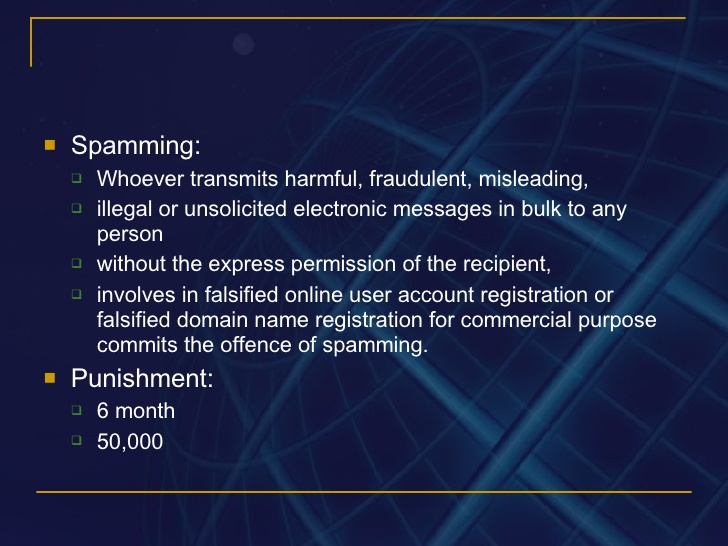 Spamming:
Whoever transmits harmful, fraudulent, misleading,
illegal or unsolicited electronic messages in bulk to any
person
without the express permission of the recipient,
involves in falsified online user account registration or
falsified domain name registration for commercial purpose
commits the offence of spamming.
Punishment:
6 month
50,000